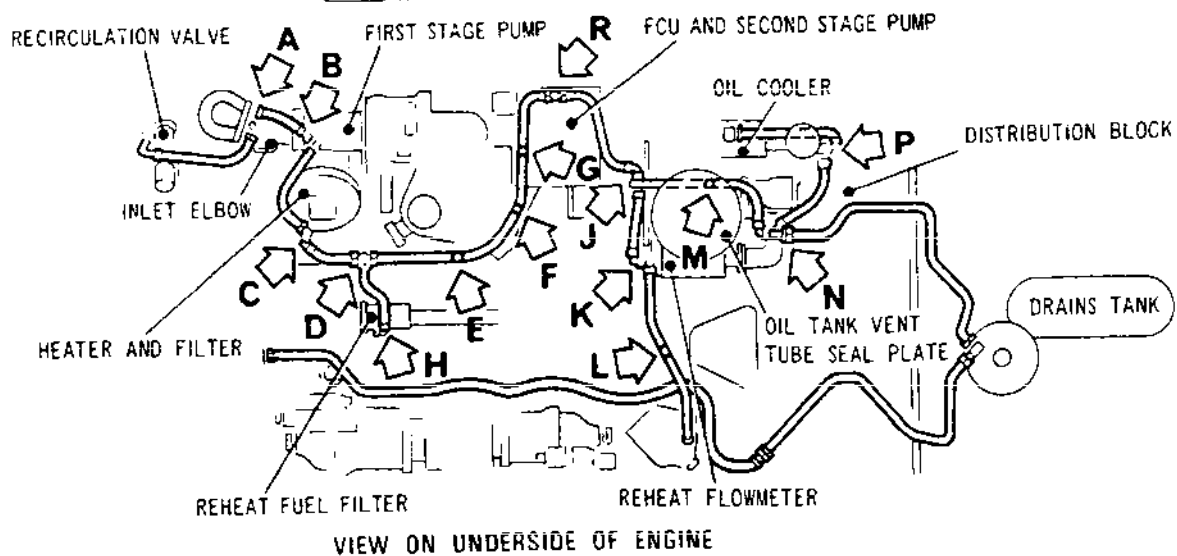 RECIRCULATION VALVE
A
B
FIRST STAGE PUMP
R
FCU AND SECOND STAGE PUMP
OIL COOLER
P
DISTRIBUTION BLOCK
INLET ELBOW
G
J
M
F
N
C
D
E
K
HEATER AND FILTER
H
L
OIL TANK VENT
TUBE SEAL PLATE
DRAINS TANK
REHEAT FUEL FILTER
REHEAT FLOWMETER
VIEW ON UNDERSIDE OF ENGINE